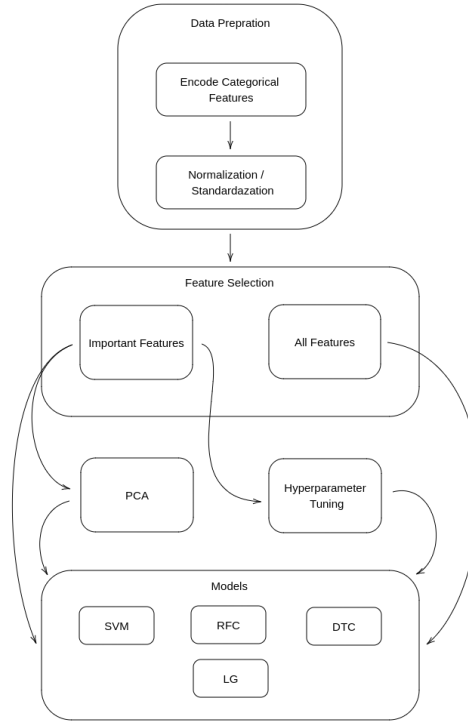 Data Prepration
Encode Categorical
Features
Normalization /
Standardazation
Feature Selection
Important Features
All Features
PCA
Hyperparameter
Tuning
Models
SVM
RFC
DTC
LG